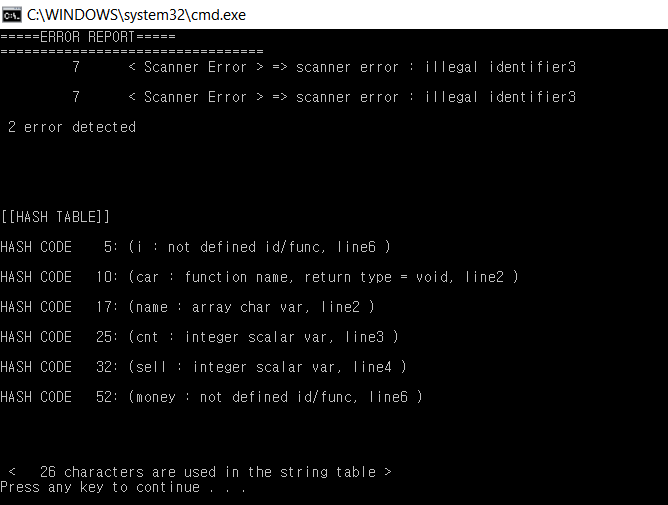 C:\WINDOWS\system32\cmd.exe
=====ERROR REPORT=====
=================================
7 < Scanner Error > => scanner error : illegal identifier3
7 < Scanner Error > => scanner error : illegal identifier3
2 error detected
[[HASH TABLE]]
HASH CODE 5: (i : not defined id/func, line6 )
HASH CODE 10: (car : function name, return type = void, line2 )
HASH CODE 17: (name : array char var, line2 )
HASH CODE 25: (cnt : integer scalar var, line3 )
HASH CODE 32: (sell : integer scalar var, line4 )
HASH CODE 52: (money : not defined id/func, line6 )
< 26 characters are used in the string table >
Press any key to continue . . .